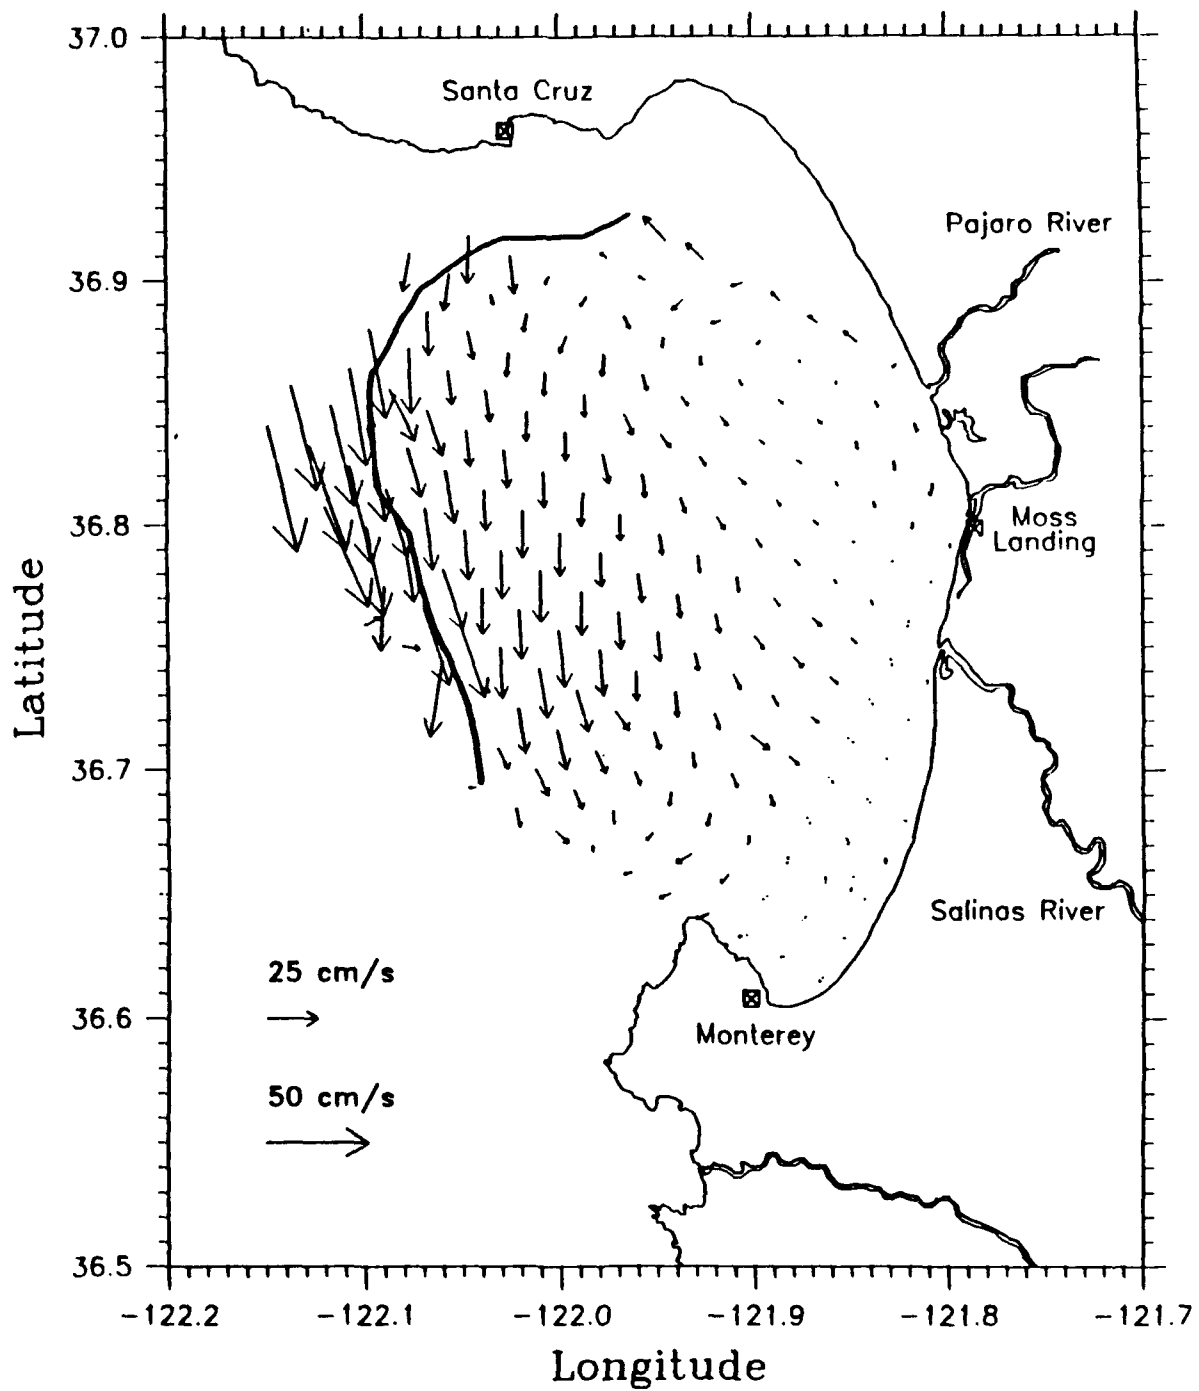 37.0
Santa Cruz
Pajaro River
36.9
36.8
Moss
Landing
Latitude
36.7
Salinas River
25 cm/s
36.6
Monterey
50 cm/s
36.5
-122.2 -122.1 -122.0 -121.9 -121.8 -121.7
Longitude